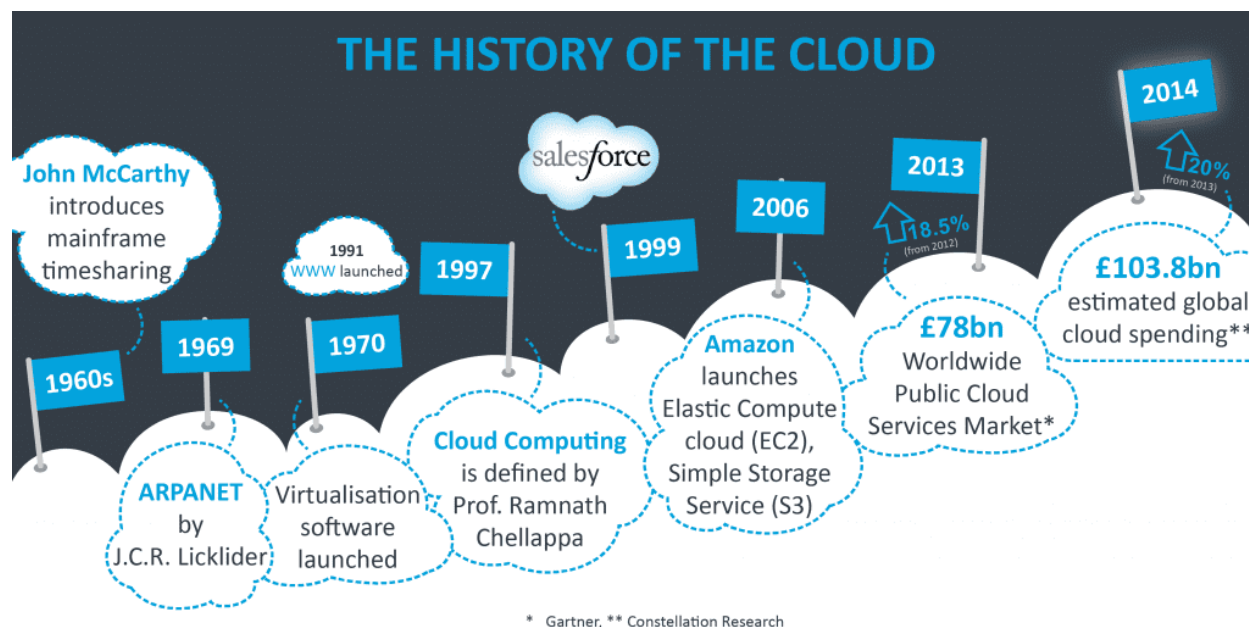 THE HISTORY OF THE CLOUD
John McCarthy
introduces
mainframe
timesharing
1960s
1969
ARPANET
by
J.C.R. Licklider
1970
Virtualisation
software
launched
1991
WWW launched
1997
Cloud Computing
is defined by
Prof. Ramnath
Chellappa
salesforce
1999
2006
Amazon
launches
Elastic Compute
cloud (EC2),
Simple Storage
Service (S3)
2013
18.5%
(from 2012)
£78bn
Worldwide
Public Cloud
Services Market*
2014
20%
(from 2013)
£103.8bn
estimated global
cloud spending**
* Gartner, ** Constellation Research